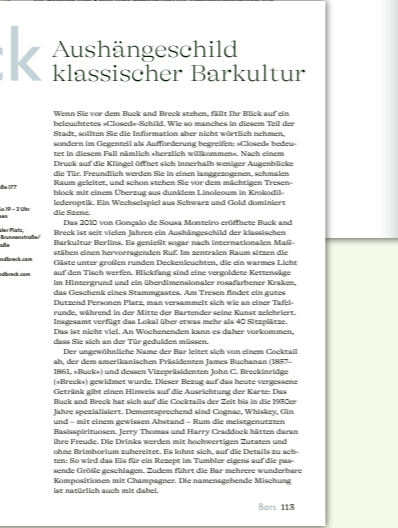 ck
Aushängeschild
klassischer Barkultur
Wenn Sie vor dem Buck and Breck stehen, fällt Ihr Blick auf ein
beleuchtetes »Closed«-Schild. Wie so manches in diesem Teil der
Stadt, sollten Sie die Information aber nicht wörtlich nehmen,
sondern im Gegenteil als Aufforderung begreifen: »Closed« bedeu-
tet in diesem Fall nämlich »herzlich willkommen«. Nach einem
Druck auf die Klingel öffnet sich innerhalb weniger Augenblicke
die Tür. Freundlich werden Sie in einen langgezogenen, schmalen
Raum geleitet, und schon stehen Sie vor dem mächtigen Tresen-
block mit einem Überzug aus dunklem Linoleum in Krokodil-
lederoptik. Ein Wechselspiel aus Schwarz und Gold dominiert
die Szene.
Das 2010 von Gonçalo de Sousa Monteiro eröffnete Buck and
Breck ist seit vielen Jahren ein Aushängeschild der klassischen
Barkultur Berlins. Es genießt sogar nach internationalen Maß-
stäben einen hervorragenden Ruf. Im zentralen Raum sitzen die
Gäste unter großen runden Deckenleuchten, die ein warmes Licht
auf den Tisch werfen. Blickfang sind eine vergoldete Kettensäge
im Hintergrund und ein überdimensionaler rosafarbener Kraken,
das Geschenk eines Stammgastes. Am Tresen findet ein gutes
Dutzend Personen Platz, man versammelt sich wie an einer Tafel-
runde, während in der Mitte der Bartender seine Kunst zelebriert.
Insgesamt verfügt das Lokal über etwas mehr als 40 Sitzplätze.
Das ist nicht viel. An Wochenenden kann es daher vorkommen,
dass Sie sich an der Tür gedulden müssen.
Der ungewöhnliche Name der Bar leitet sich von einem Cocktail
ab, der dem amerikanischen Präsidenten James Buchanan (1857–
1861, »Buck«) und dessen Vizepräsidenten John C. Breckinridge
(»Breck«) gewidmet wurde. Dieser Bezug auf das heute vergessene
Getränk gibt einen Hinweis auf die Ausrichtung der Karte: Das
Buck and Breck hat sich auf die Cocktails der Zeit bis in die 1930er
Jahre spezialisiert. Dementsprechend sind Cognac, Whiskey, Gin
und – mit einem gewissen Abstand – Rum die meistgenutzten
Basisspirituosen. Jerry Thomas und Harry Craddock hätten daran
ihre Freude. Die Drinks werden mit hochwertigen Zutaten und
ohne Brimborium zubereitet. Es lohnt sich, auf die Details zu ach-
ten: So wird das Eis für ein Rezept im Tumbler eigens auf die pas-
sende Größe geschlagen. Zudem führt die Bar mehrere wunderbare
Kompositionen mit Champagner. Die namensgebende Mischung
ist natürlich auch mit dabei.
ße 177
o 19 – 2 Uhr
sen
der Platz,
Brunnenstraße/
aße
ndbreck.com
ndbreck.com
Bars 113